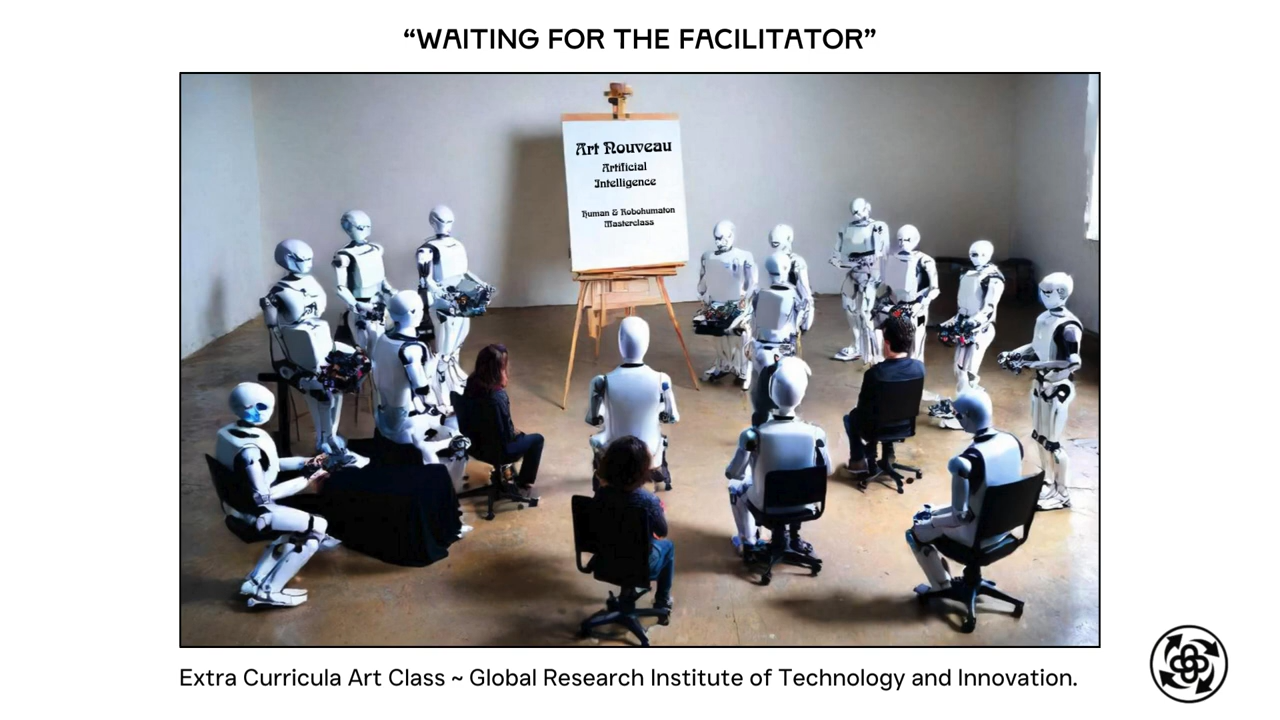 “WAITING FOR THE FACILITATOR”
Art Nouveau
Artificial
Intelligence
Human & Robohumaton
Masterclass
Extra Curricula Art Class ~ Global Research Institute of Technology and Innovation.